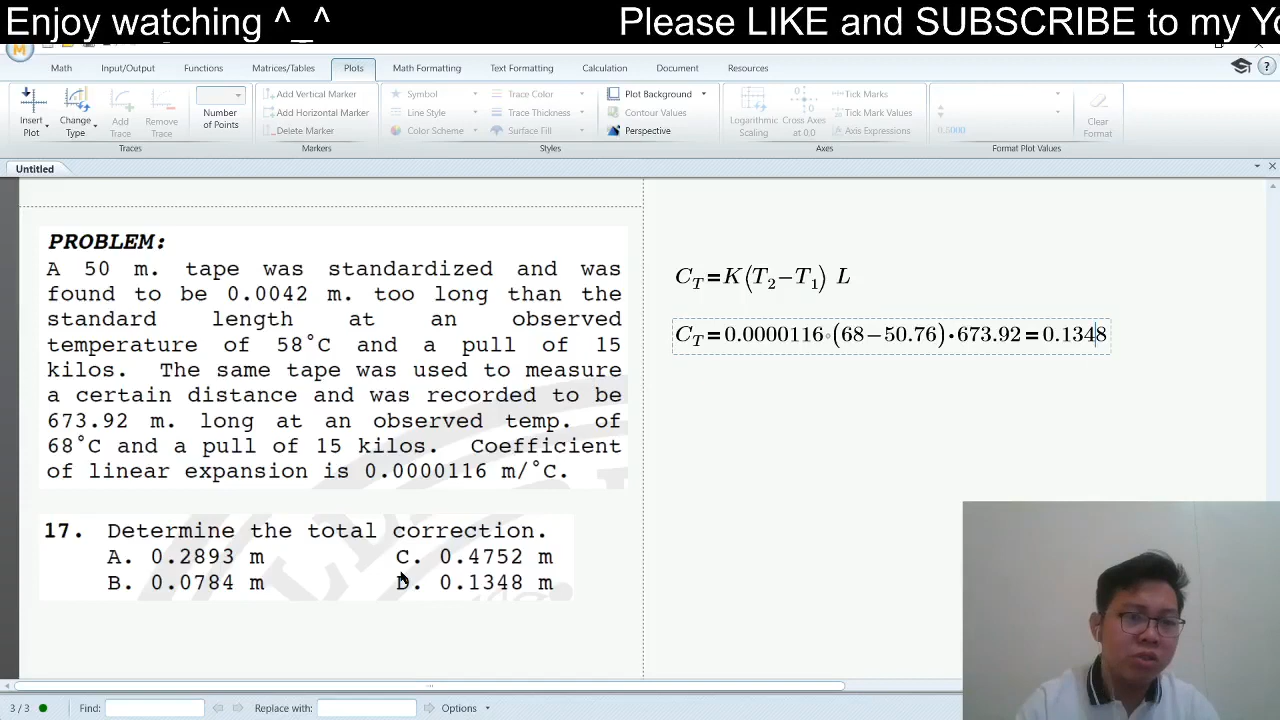 Enjoy watching ^_^ Please LIKE and SUBSCRIBE to my Yo
Math Input/Output Functions Matrices/Tables Plots Math Formatting Text Formatting Calculation Document Resources
Insert Plot Change Type Add Trace Remove Trace
Traces
Number of Points
Add Vertical Marker
Add Horizontal Marker
Delete Marker
Markers
Symbol Trace Color Plot Background
Line Style Trace Thickness Contour Values
Color Scheme Surface Fill Perspective
Styles
Logarithmic Scaling Cross Axes at 0.0
Tick Marks
Tick Mark Values
Axis Expressions
Axes
0.5000
Clear Format
Format Plot Values
Untitled
PROBLEM:
A 50 m. tape was standardized and was
found to be 0.0042 m. too long than the
standard length at an observed
temperature of 58˚C and a pull of 15
kilos. The same tape was used to measure
a certain distance and was recorded to be
673.92 m. long at an observed temp. of
68˚C and a pull of 15 kilos. Coefficient
of linear expansion is 0.0000116 m/˚C.
17. Determine the total correction.
A. 0.2893 m C. 0.4752 m
B. 0.0784 m D. 0.1348 m
C_T=K(T_2−T_1) L
C_T=0.0000116·(68−50.76)·673.92=0.1348
3 / 3 Find: Replace with: Options